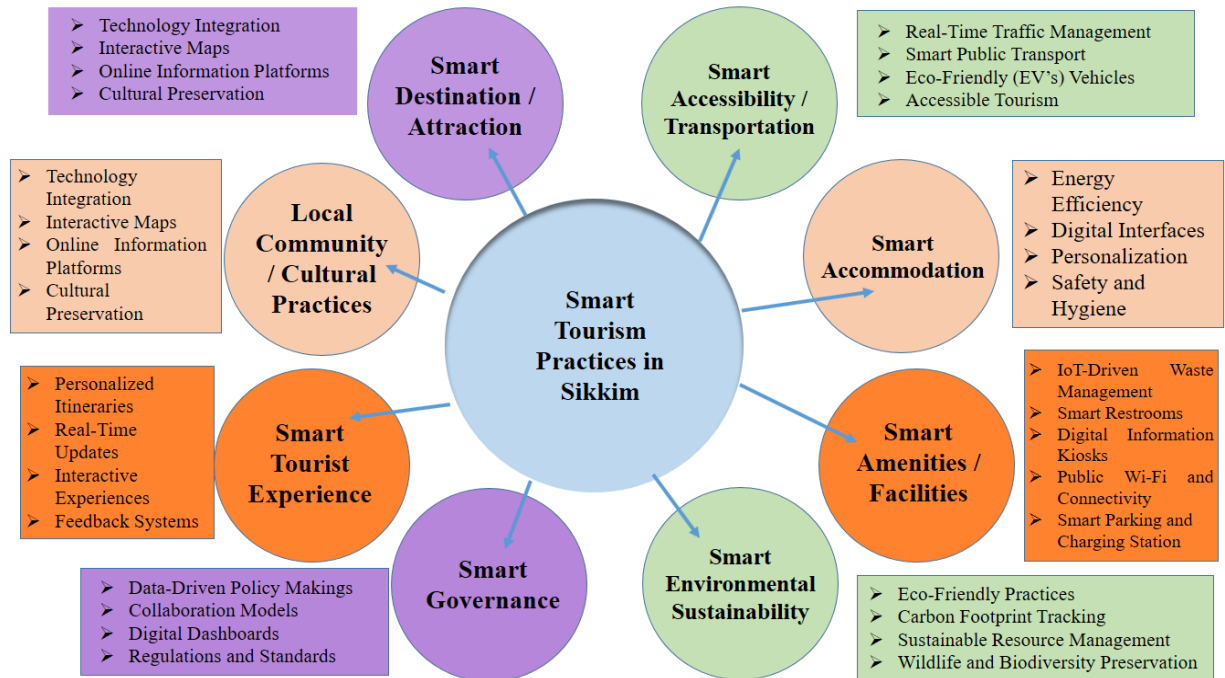 Technology Integration
Interactive Maps
Online Information Platforms
Cultural Preservation
Smart
Destination /
Attraction
Smart
Accessibility /
Transportation
Real-Time Traffic Management
Smart Public Transport
Eco-Friendly (EV's) Vehicles
Accessible Tourism
Technology
Integration
Interactive Maps
Online Information
Platforms
Cultural
Preservation
Local
Community
/ Cultural
Practices
Smart
Tourism
Practices in
Sikkim
Smart
Accommodation
Energy
Efficiency
Digital Interfaces
Personalization
Safety and
Hygiene
Personalized
Itineraries
Real-Time
Updates
Interactive
Experiences
Feedback Systems
Smart
Tourist
Experience
Smart
Amenities /
Facilities
IoT-Driven Waste
Management
Smart Restrooms
Digital Information
Kiosks
Public Wi-Fi and
Connectivity
Smart Parking and
Charging Station
Data-Driven Policy Makings
Collaboration Models
Digital Dashboards
Regulations and Standards
Smart
Governance
Smart
Environmental
Sustainability
Eco-Friendly Practices
Carbon Footprint Tracking
Sustainable Resource Management
Wildlife and Biodiversity Preservation